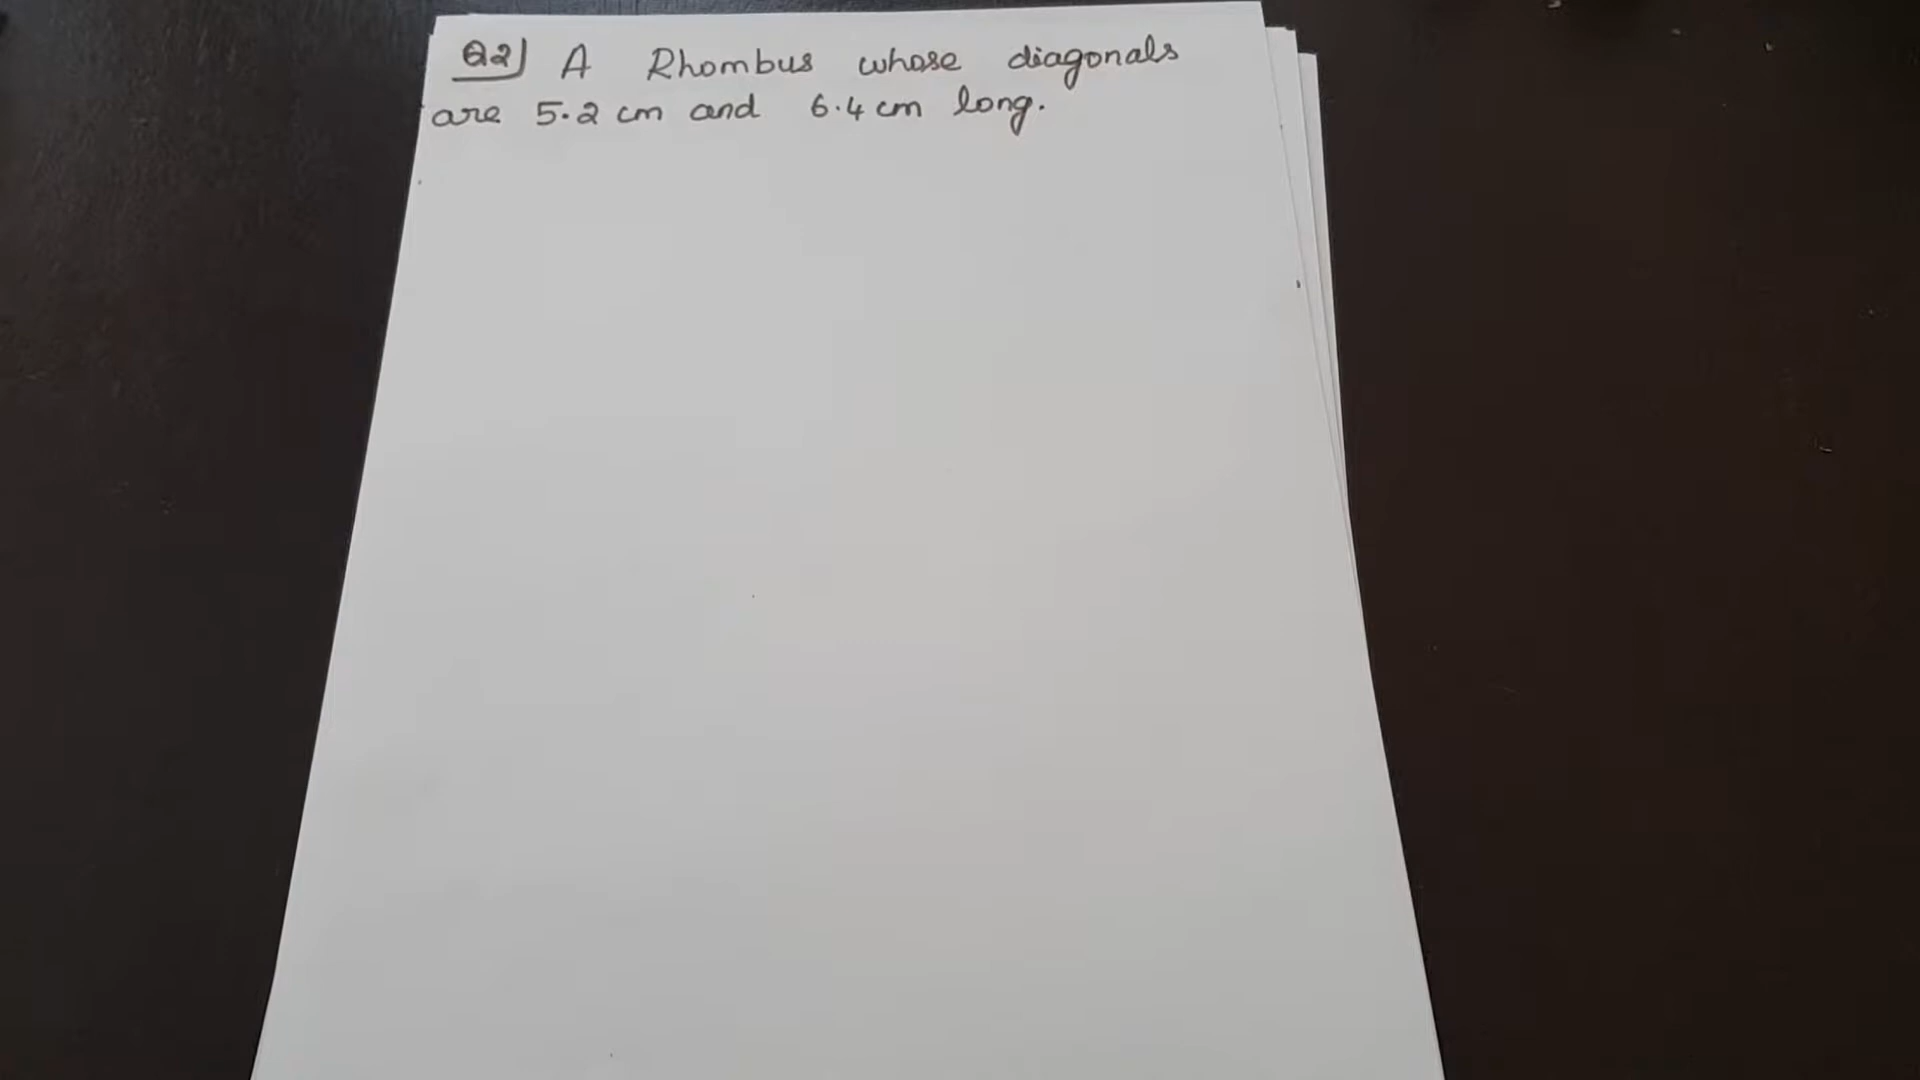 Q2) A Rhombus whose diagonals
are 5.2 cm and 6.4 cm long.